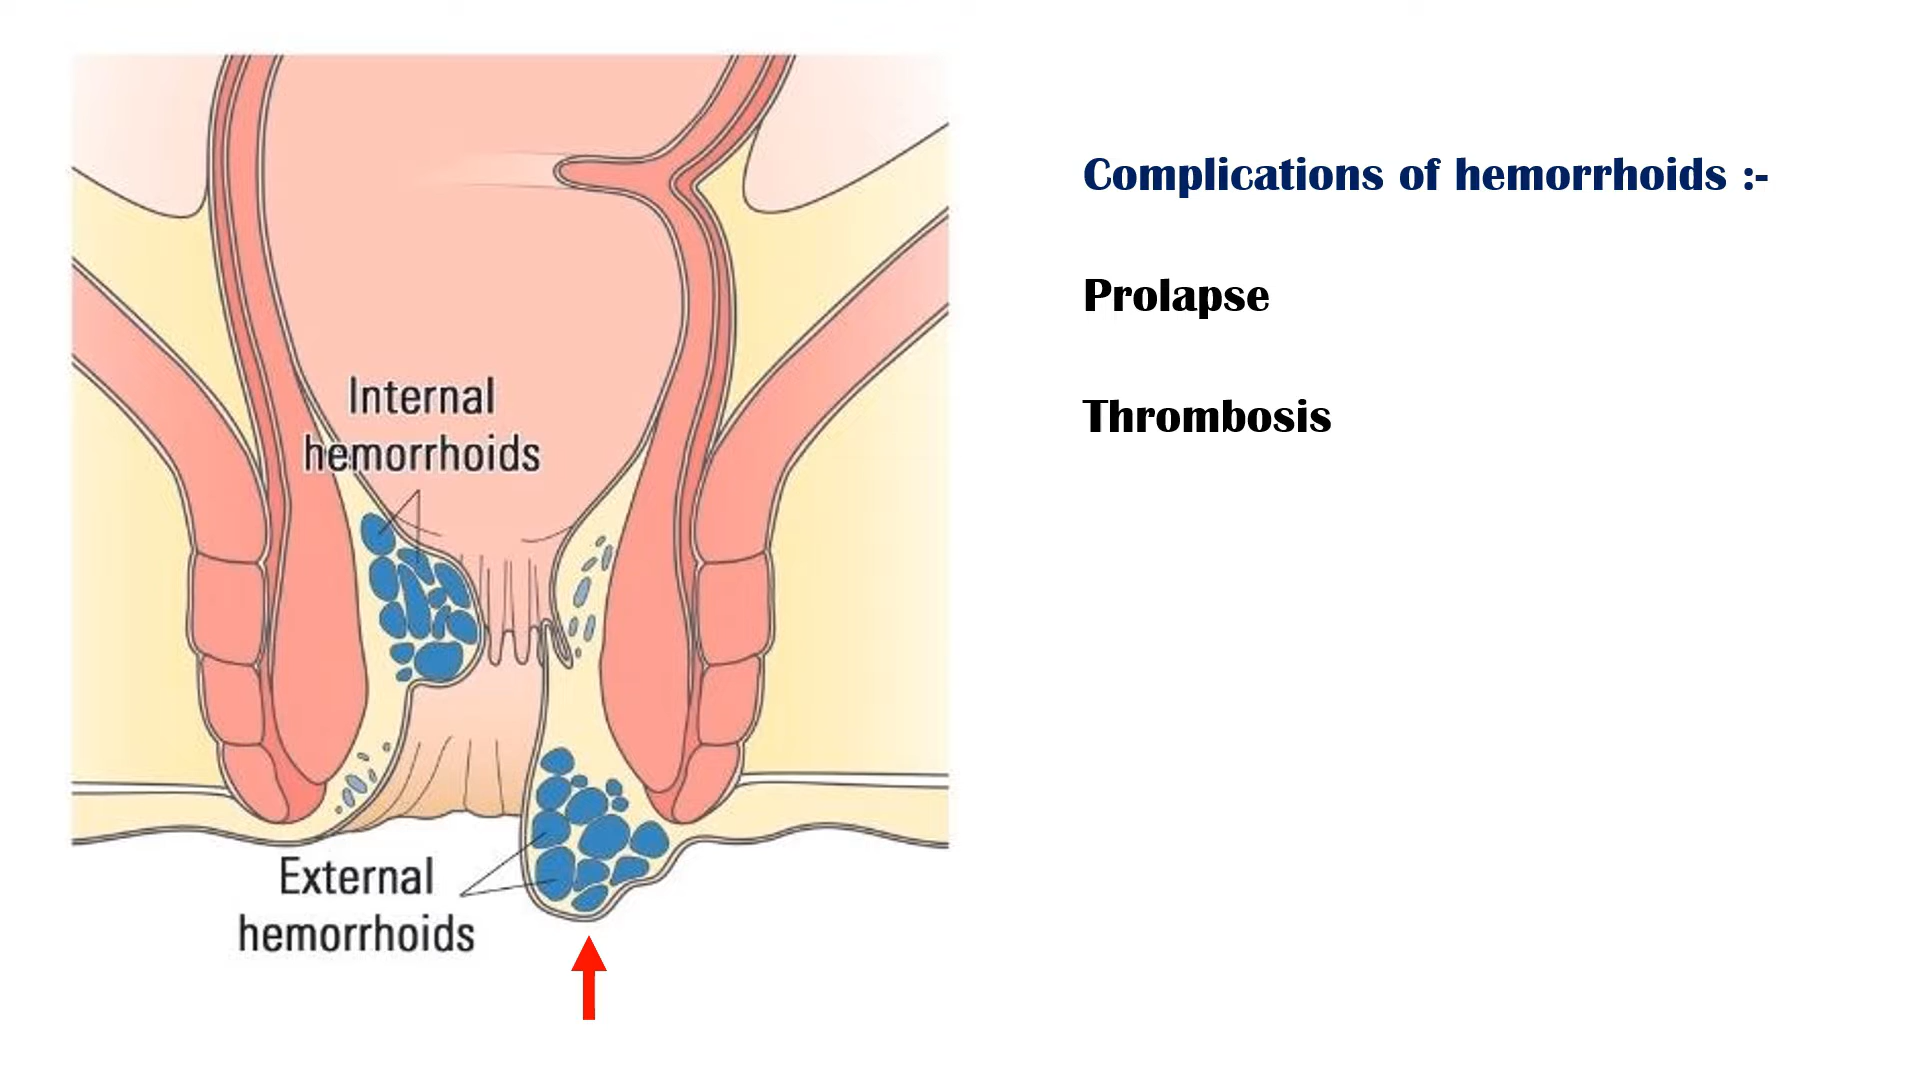 Complications of hemorrhoids :-
Prolapse
Thrombosis
Internal
hemorrhoids
External
hemorrhoids